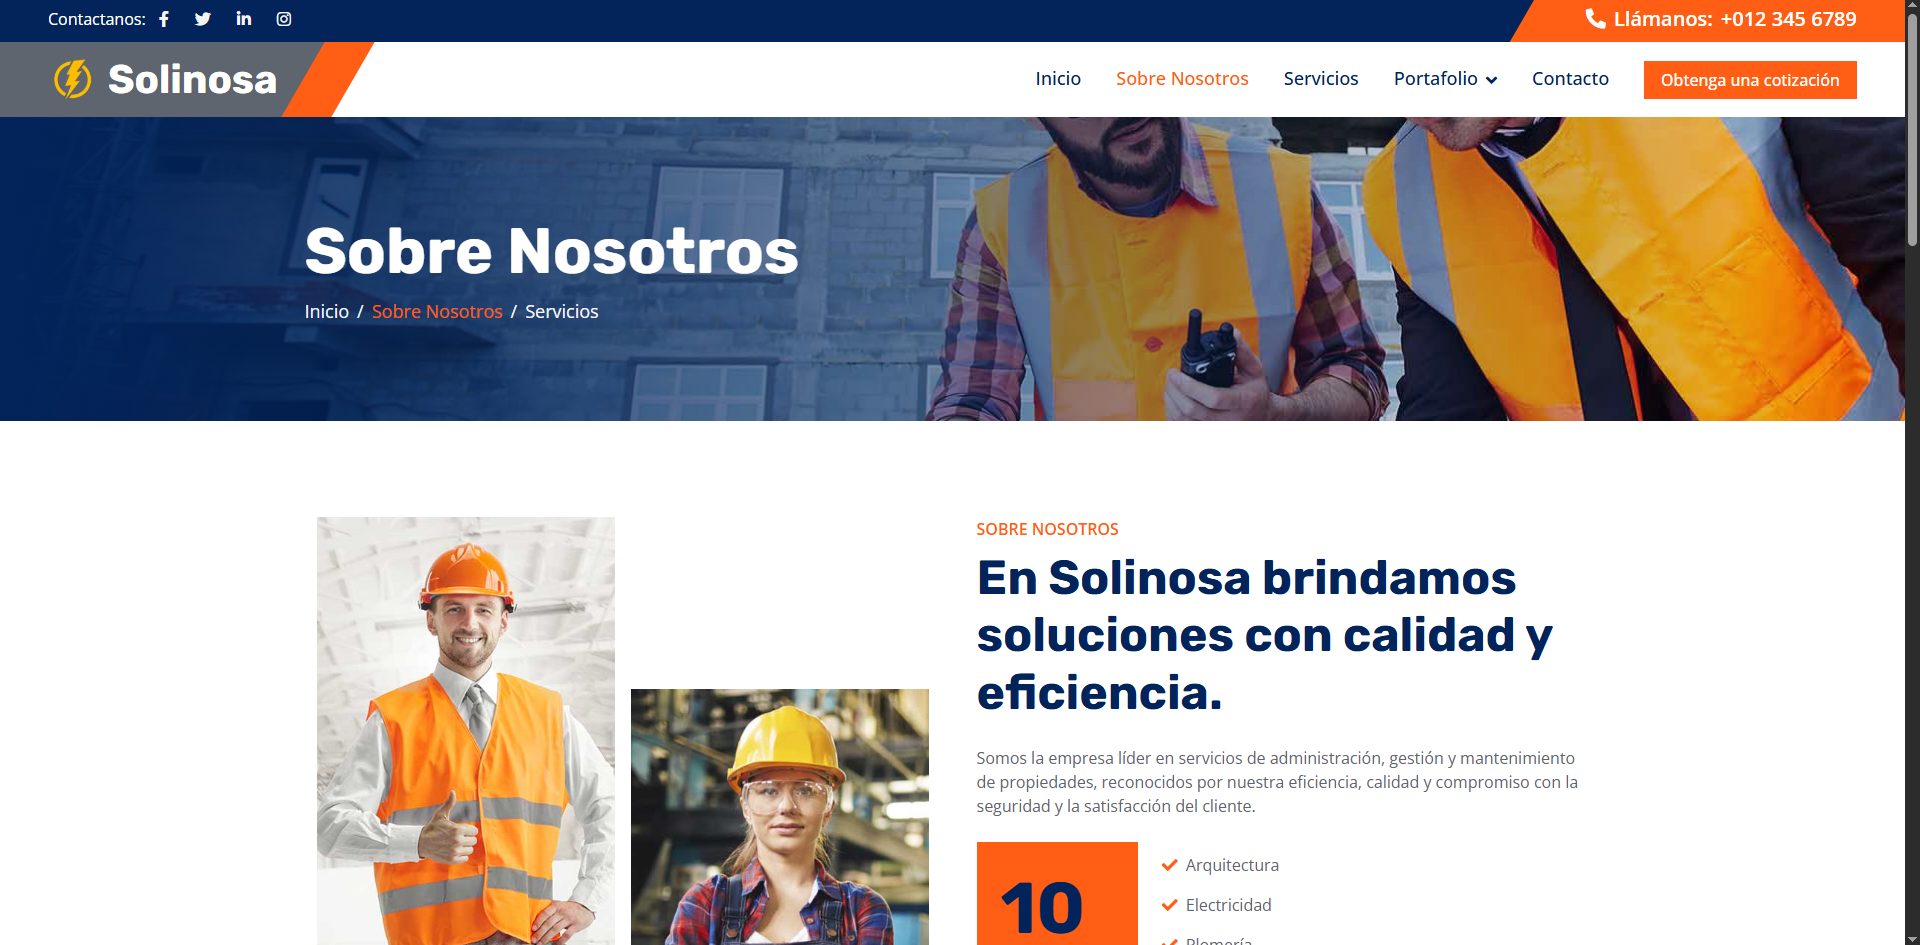 Contactanos:
Llámanos: +012 345 6789
Solinosa
Inicio
Sobre Nosotros
Servicios
Portafolio
Contacto
Obtenga una cotización
Sobre Nosotros
Inicio / Sobre Nosotros / Servicios
SOBRE NOSOTROS
En Solinosa brindamos
soluciones con calidad y
eficiencia.
Somos la empresa líder en servicios de administración, gestión y mantenimiento
de propiedades, reconocidos por nuestra eficiencia, calidad y compromiso con la
seguridad y la satisfacción del cliente.
10
Arquitectura
Electricidad
Plomería